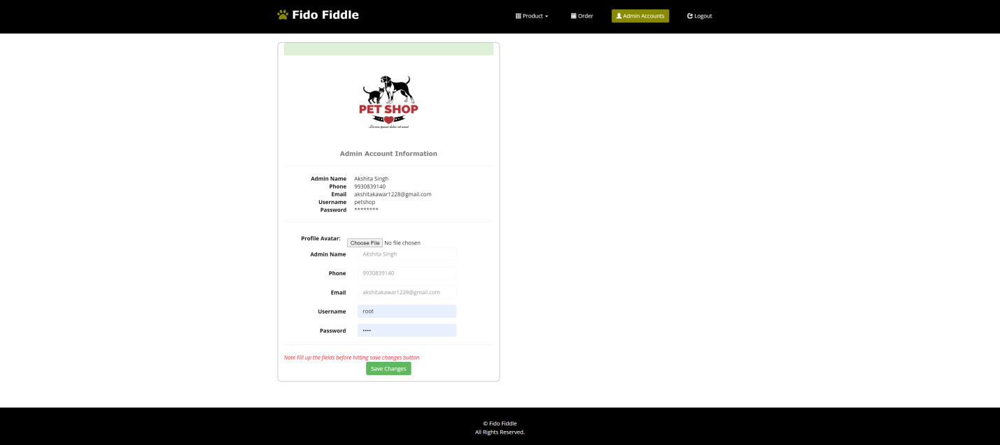 Fido Fiddle
Product
Order
Admin Accounts
Logout
PET SHOP
Lorem ipsum dolor sit amet
Admin Account Information
Admin Name Akshita Singh
Phone 9930839140
Email akshitakawar1228@gmail.com
Username petshop
Password ********
Profile Avatar: Choose File No file chosen
Admin Name Akshita Singh
Phone 9930839140
Email akshitakawar1228@gmail.com
Username root
Password ••••
Note Fill up the fields before hitting save changes button
Save Changes
© Fido Fiddle
All Rights Reserved.